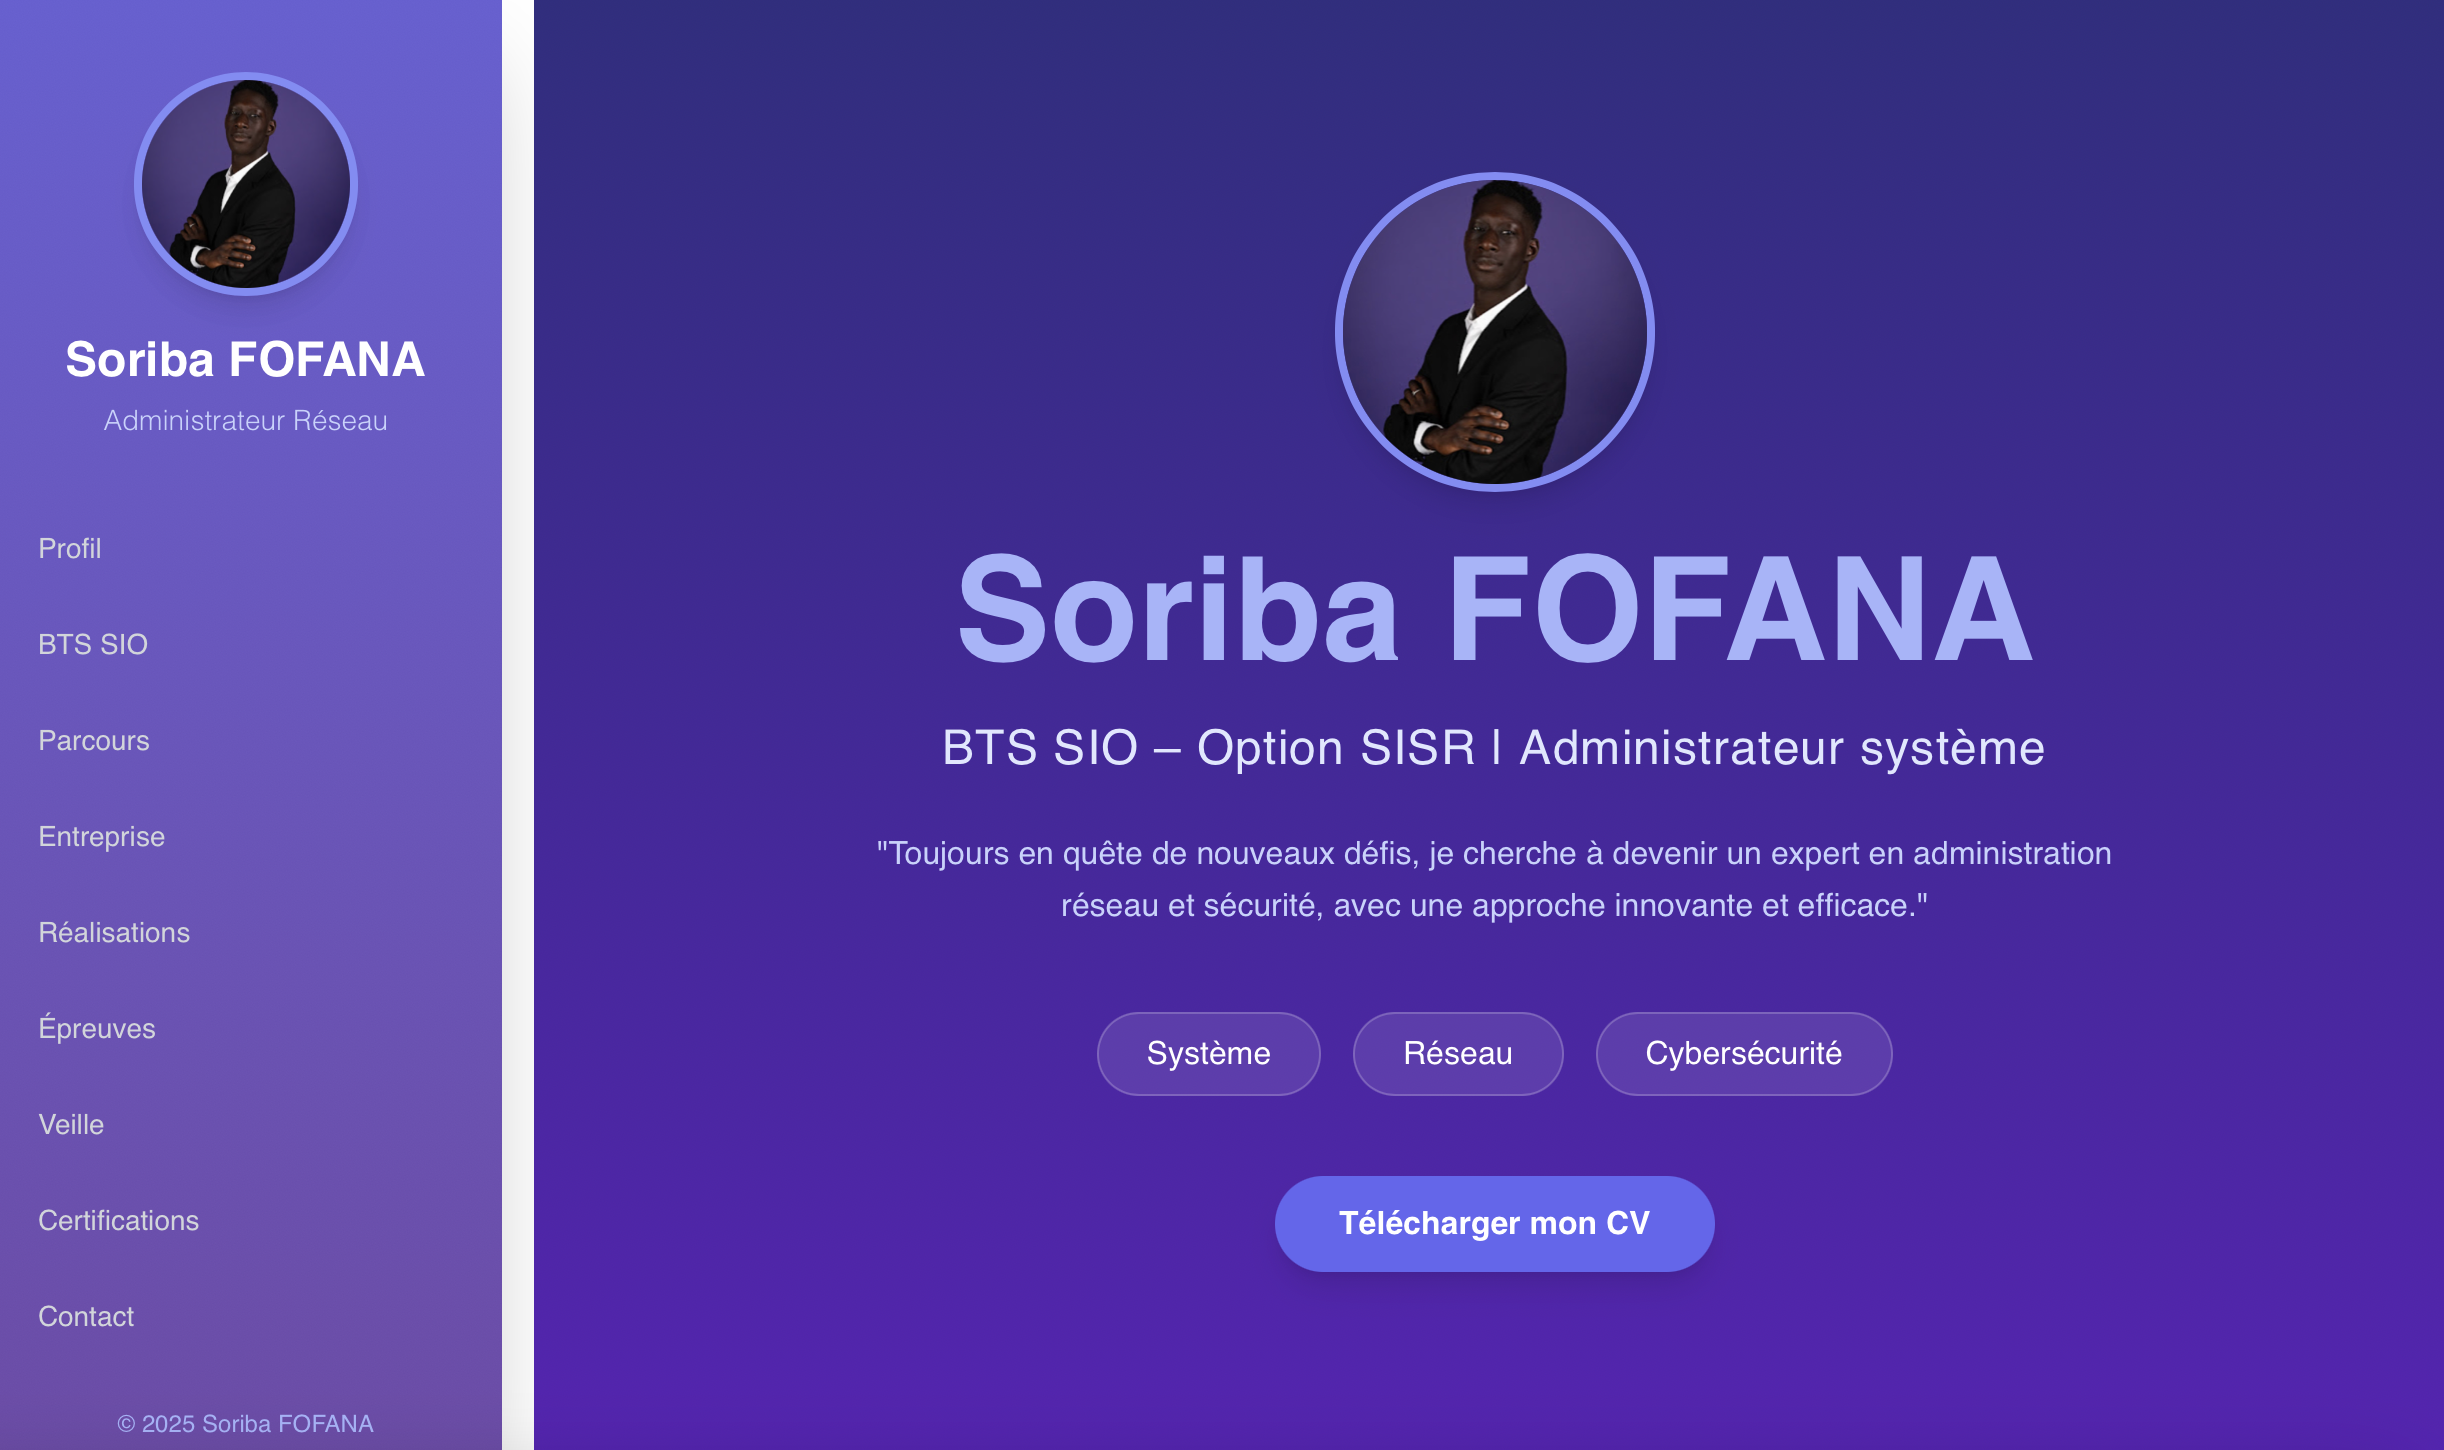 Soriba FOFANA
Administrateur Réseau
Profil
BTS SIO
Parcours
Entreprise
Réalisations
Épreuves
Veille
Certifications
Contact
© 2025 Soriba FOFANA
Soriba FOFANA
BTS SIO – Option SISR | Administrateur système
"Toujours en quête de nouveaux défis, je cherche à devenir un expert en administration
réseau et sécurité, avec une approche innovante et efficace."
Système
Réseau
Cybersécurité
Télécharger mon CV